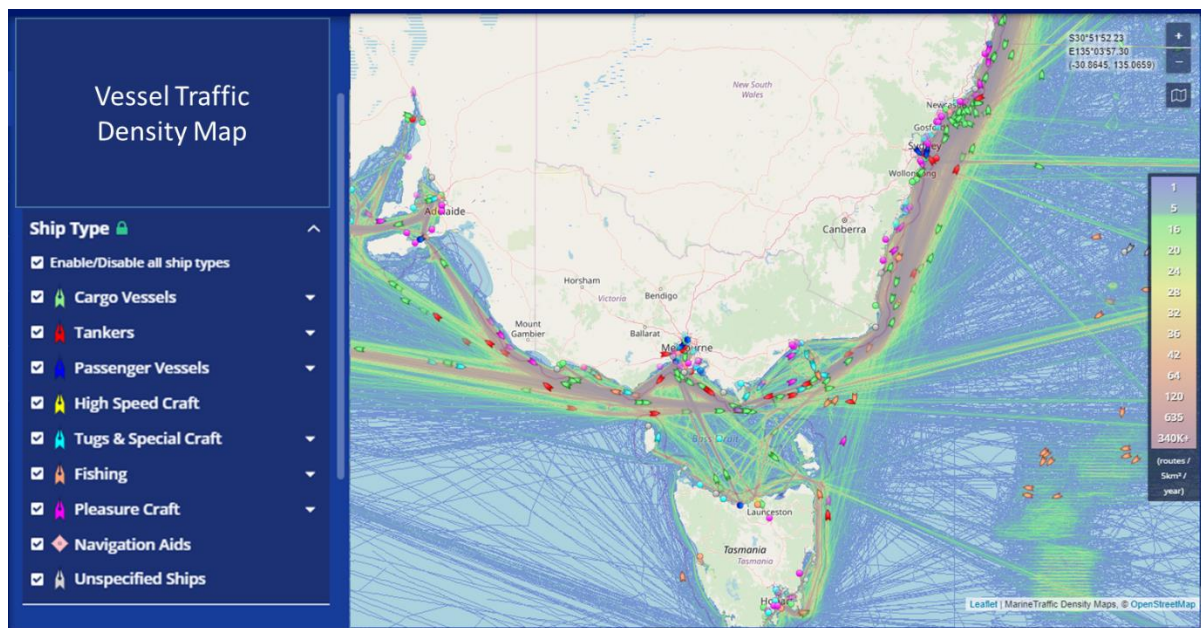 Vessel Traffic
Density Map
Ship Type
Enable/Disable all ship types
Cargo Vessels
Tankers
Passenger Vessels
High Speed Craft
Tugs & Special Craft
Fishing
Pleasure Craft
Navigation Aids
Unspecified Ships
S30°51'52.23
E135°03'57.30
(-30.8645, 135.0659)
+
−
New South
Wales
Sydney
Wollongong
Canberra
Adelaide
Horsham
Victoria
Bendigo
Mount
Gambier
Ballarat
Melbourne
Bass Strait
Launceston
Tasmania
Tasmania
1
5
16
20
24
28
32
36
42
64
120
635
340K+
(routes /
5km² /
year)
Leaflet | MarineTraffic Density Maps, © OpenStreetMap